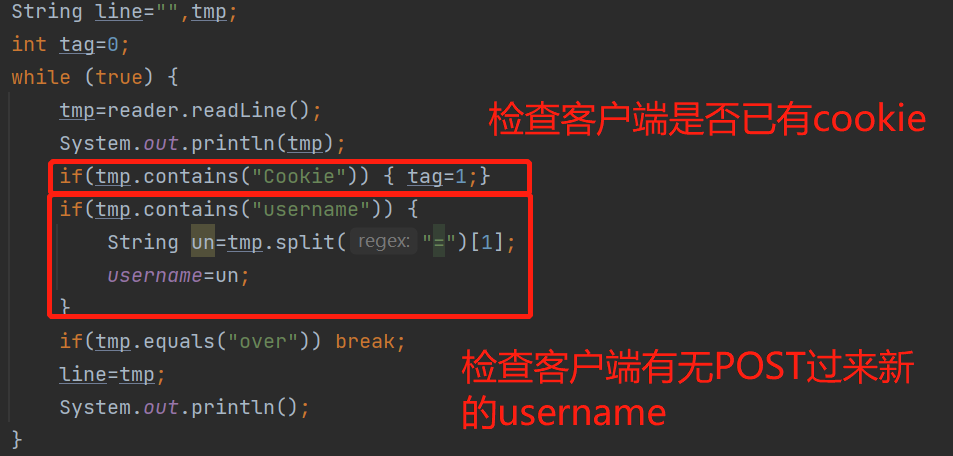 String line="",tmp;
int tag=0;
while (true) {
tmp=reader.readLine();
检查客户端是否已有cookie
System.out.println(tmp);
if(tmp.contains("Cookie")) { tag=1;}
if(tmp.contains("username")) {
String un=tmp.split( regex: "=")[1];
username=un;
}
if(tmp.equals("over")) break;
检查客户端有无POST过来新
的username
line=tmp;
System.out.println();
}